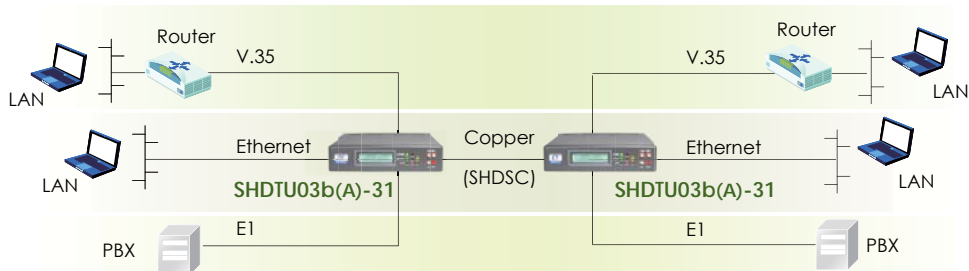 Router
V.35
LAN
V.35
Router
LAN
Ethernet
LAN
SHDTU03b(A)-31
Copper
(SHDSC)
Ethernet
LAN
SHDTU03b(A)-31
PBX
E1
E1
PBX